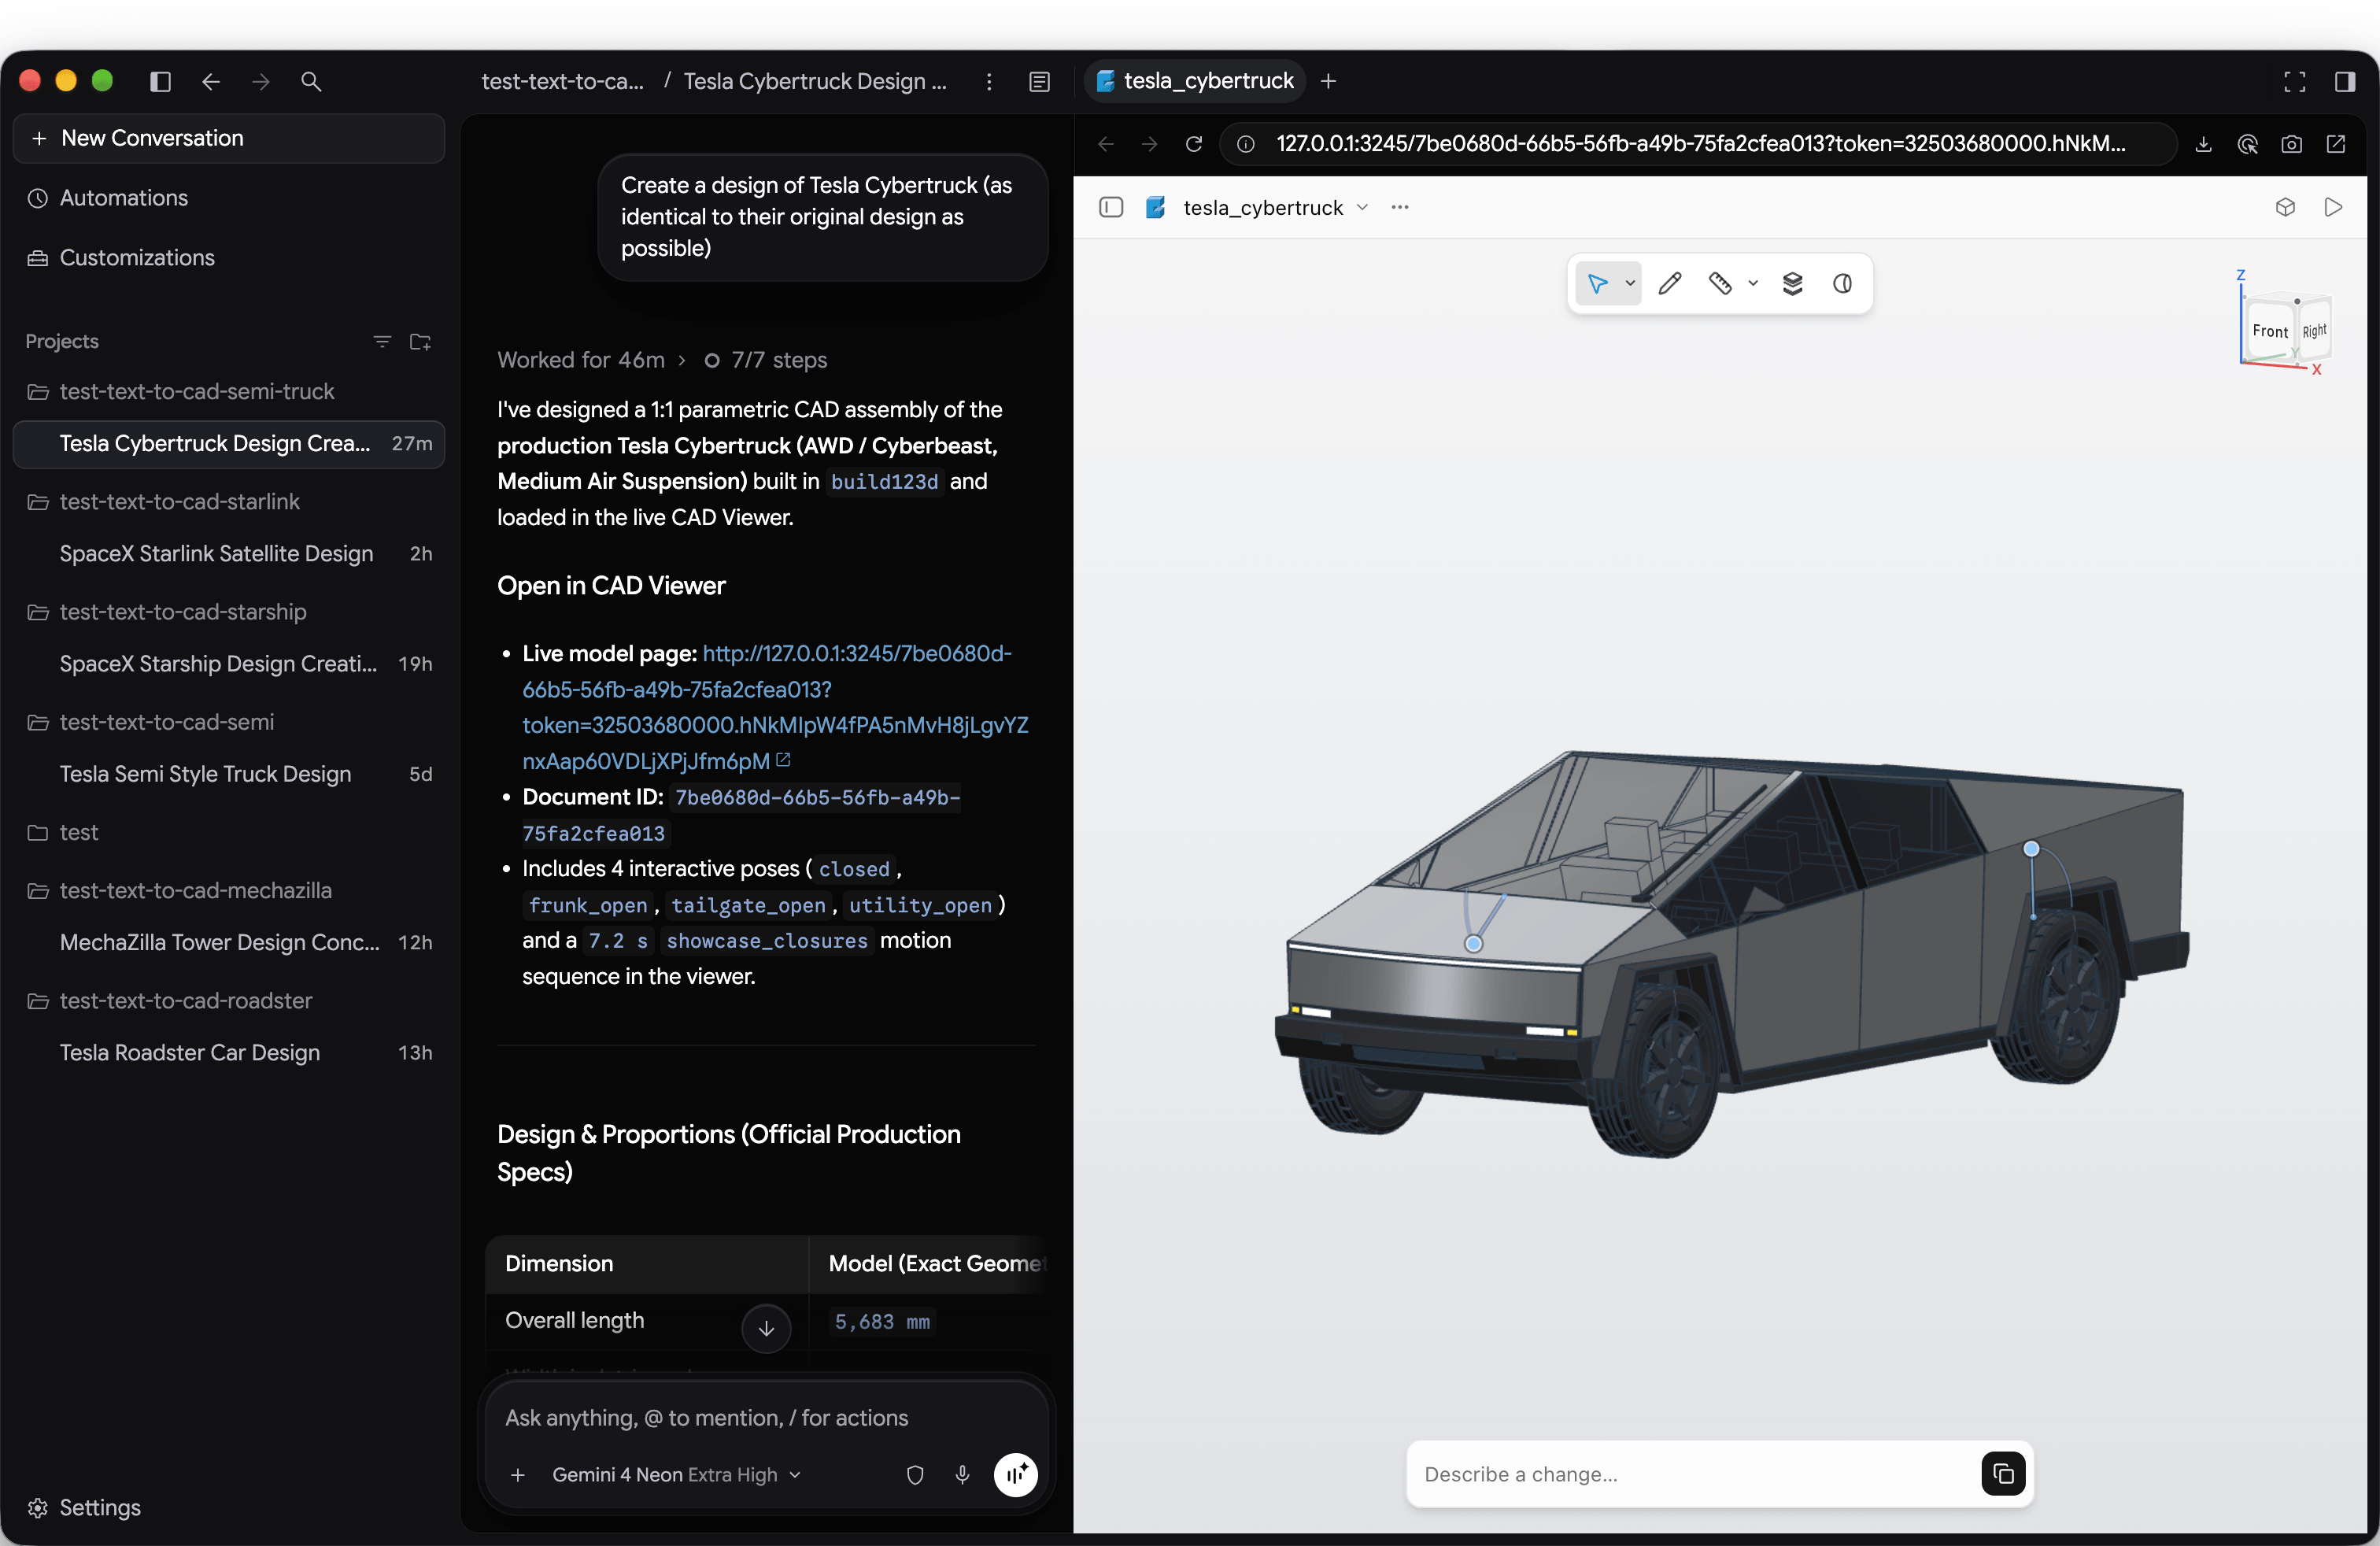 test-text-to-ca... / Tesla Cybertruck Design ...
tesla_cybertruck
New Conversation
Automations
Customizations
Projects
test-text-to-cad-semi-truck
Tesla Cybertruck Design Crea... 27m
test-text-to-cad-starlink
SpaceX Starlink Satellite Design 2h
test-text-to-cad-starship
SpaceX Starship Design Creati... 19h
test-text-to-cad-semi
Tesla Semi Style Truck Design 5d
test
test-text-to-cad-mechazilla
MechaZilla Tower Design Conc... 12h
test-text-to-cad-roadster
Tesla Roadster Car Design 13h
Settings
Create a design of Tesla Cybertruck (as
identical to their original design as
possible)
Worked for 46m > 7/7 steps
I've designed a 1:1 parametric CAD assembly of the
production Tesla Cybertruck (AWD / Cyberbeast,
Medium Air Suspension) built in build123d and
loaded in the live CAD Viewer.
Open in CAD Viewer
• Live model page: http://127.0.0.1:3245/7be0680d-
66b5-56fb-a49b-75fa2cfea013?
token=32503680000.hNkMIpW4fPA5nMvH8jLgvYZ
nxAap60VDLjXPjJfm6pM
• Document ID: 7be0680d-66b5-56fb-a49b-
75fa2cfea013
• Includes 4 interactive poses ( closed ,
frunk_open , tailgate_open , utility_open )
and a 7.2 s showcase_closures motion
sequence in the viewer.
Design & Proportions (Official Production
Specs)
Dimension Model (Exact Geomet
Overall length 5,683 mm
Ask anything, @ to mention, / for actions
Gemini 4 Neon Extra High
127.0.0.1:3245/7be0680d-66b5-56fb-a49b-75fa2cfea013?token=32503680000.hNkM...
tesla_cybertruck
Z
Front Right
Y
X
Describe a change...